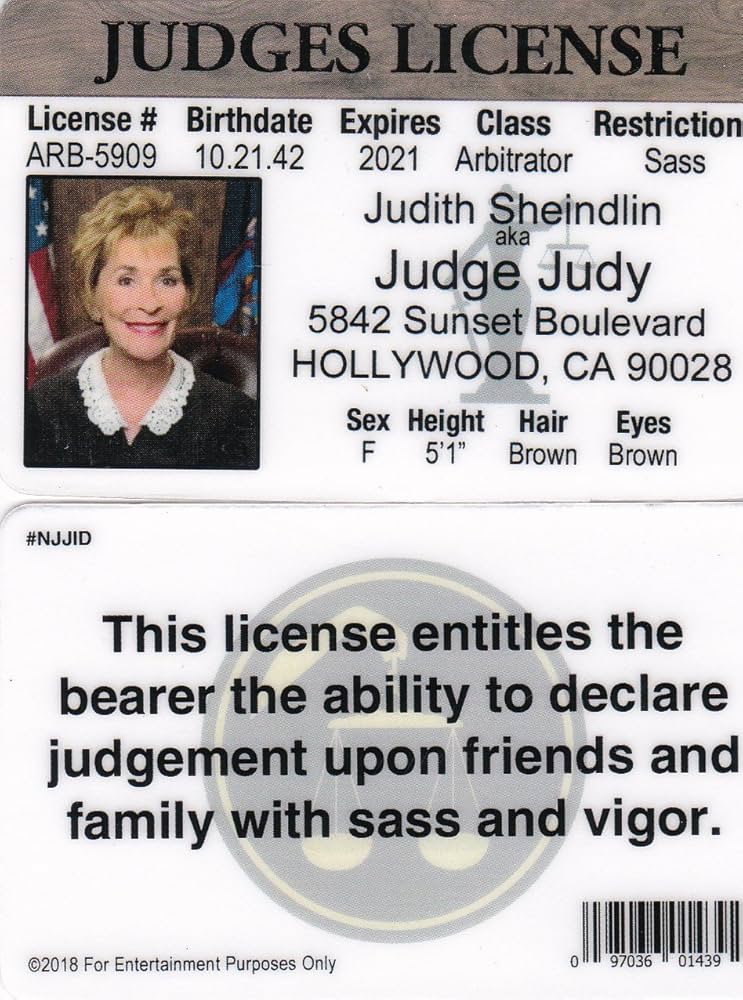 JUDGES LICENSE
License # Birthdate Expires Class Restriction
ARB-5909 10.21.42 2021 Arbitrator Sass
Judith Sheindlin
aka
Judge Judy
5842 Sunset Boulevard
HOLLYWOOD, CA 90028
Sex Height Hair Eyes
F 5'1" Brown Brown
#NJJID
This license entitles the
bearer the ability to declare
judgement upon friends and
family with sass and vigor.
©2018 For Entertainment Purposes Only
0 97036 01439